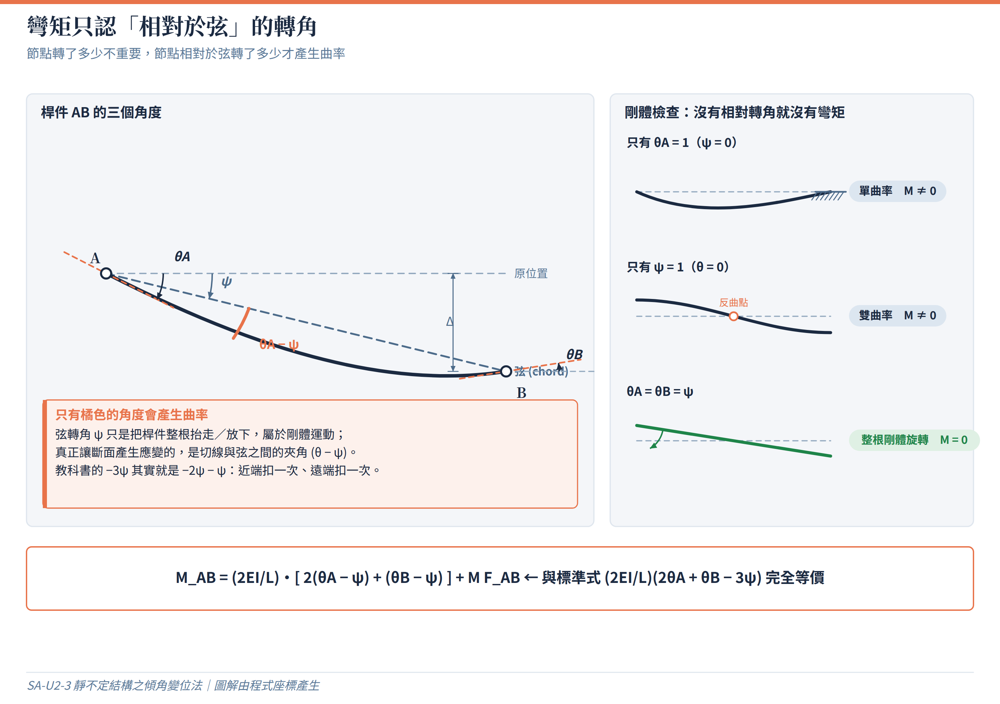 彎矩只認「相對於弦」的轉角
節點轉了多少不重要，節點相對於弦轉了多少才產生曲率
桿件 AB 的三個角度
A
θA
ψ
原位置
Δ
θA − ψ
θB
弦 (chord)
B
只有橘色的角度會產生曲率
弦轉角 ψ 只是把桿件整根抬走／放下，屬於剛體運動；
真正讓斷面產生應變的，是切線與弦之間的夾角 (θ − ψ)。
教科書的 −3ψ 其實就是 −2ψ − ψ：近端扣一次、遠端扣一次。
剛體檢查：沒有相對轉角就沒有彎矩
只有 θA = 1（ψ = 0）
單曲率　M ≠ 0
只有 ψ = 1（θ = 0）
反曲點
雙曲率　M ≠ 0
θA = θB = ψ
整根剛體旋轉　M = 0
M_AB = (2EI/L)・[ 2(θA − ψ) + (θB − ψ) ] + M F_AB ← 與標準式 (2EI/L)(2θA + θB − 3ψ) 完全等價
SA-U2-3 靜不定結構之傾角變位法｜圖解由程式座標產生